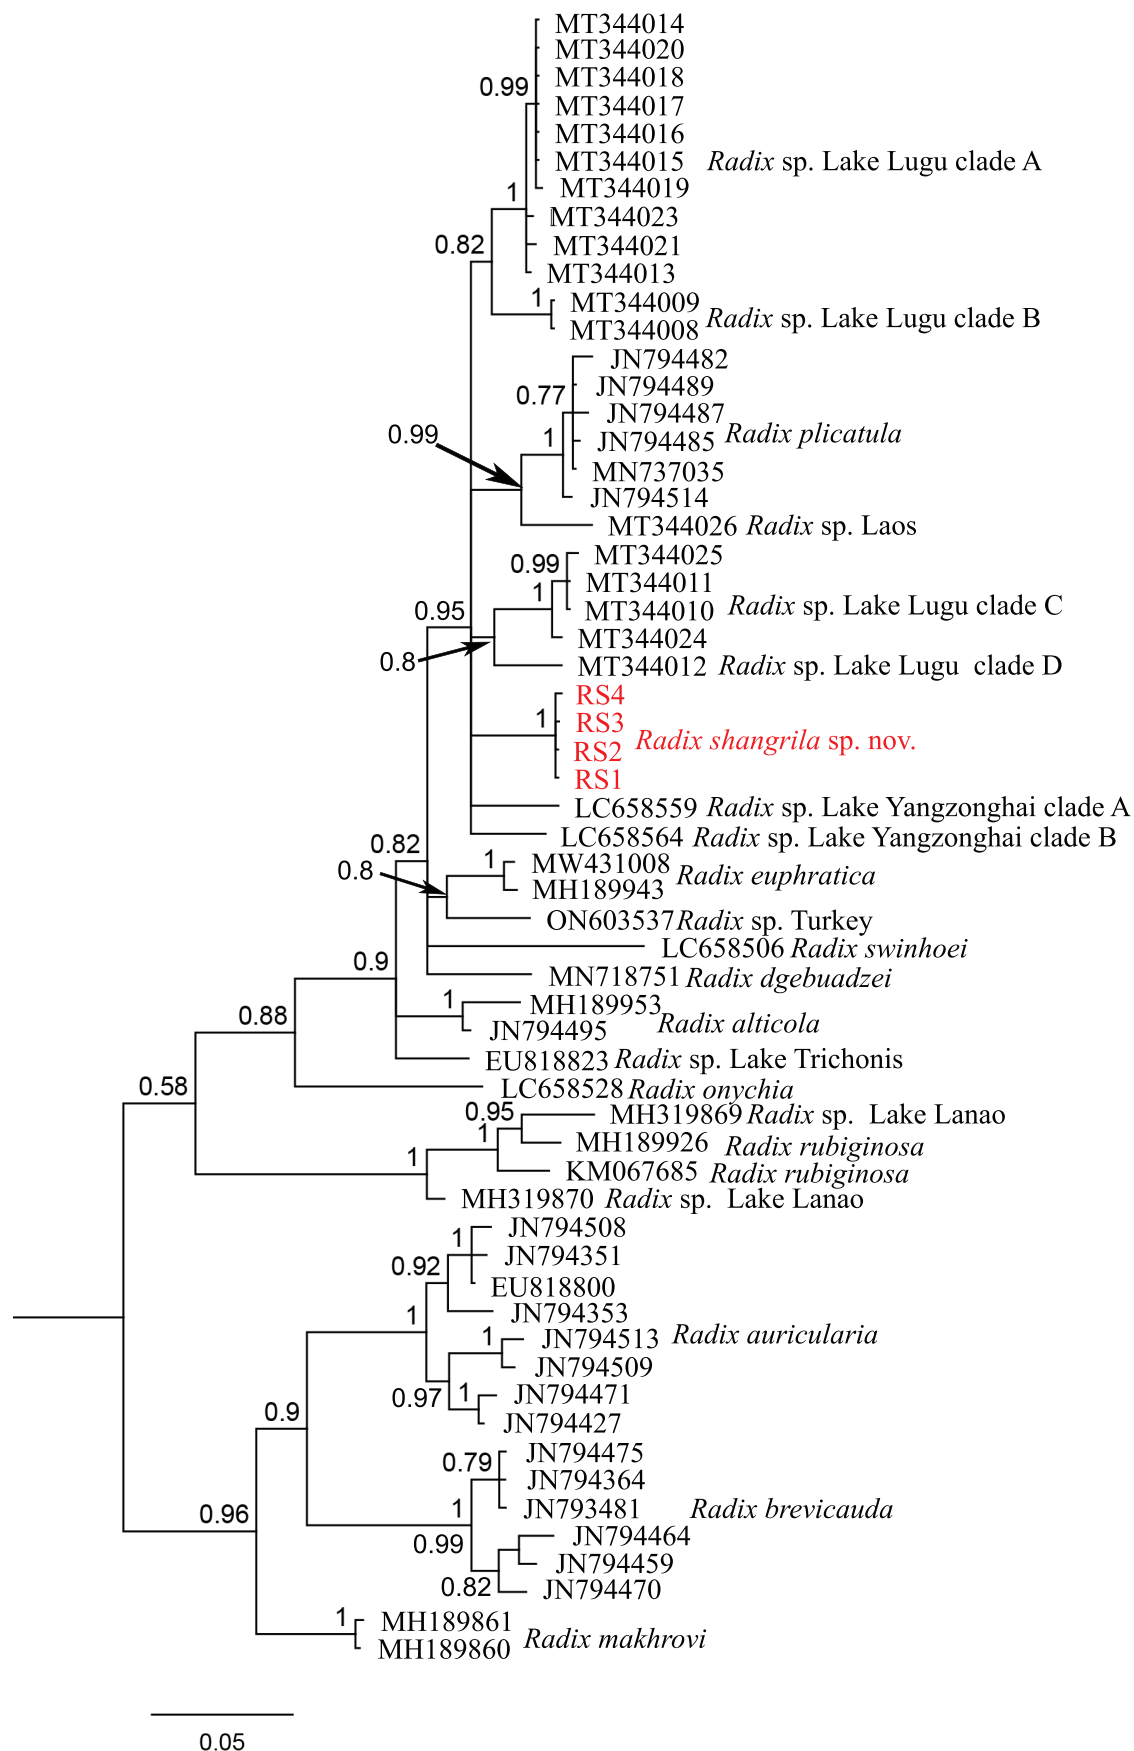 MT344014
MT344020
MT344018
0.99
MT344017
MT344016
MT344015 Radix sp. Lake Lugu clade A
1
MT344019
MT344023
0.82
MT344021
MT344013
1
MT344009
MT344008 Radix sp. Lake Lugu clade B
JN794482
0.77
JN794489
JN794487
0.99
1
JN794485 Radix plicatula
MN737035
JN794514
MT344026 Radix sp. Laos
MT344025
0.99
1
MT344011
MT344010 Radix sp. Lake Lugu clade C
0.95
MT344024
0.8
MT344012 Radix sp. Lake Lugu clade D
RS4
1
RS3
Radix shangrila sp. nov.
RS2
RS1
LC658559 Radix sp. Lake Yangzonghai clade A
LC658564 Radix sp. Lake Yangzonghai clade B
0.82
0.8
1
MW431008
Radix euphratica
MH189943
ON603537 Radix sp. Turkey
LC658506 Radix swinhoei
0.9
MN718751 Radix dgebuadzei
1
MH189953
Radix alticola
JN794495
0.88
EU818823 Radix sp. Lake Trichonis
0.58
LC658528 Radix onychia
0.95
MH319869 Radix sp. Lake Lanao
1
MH189926 Radix rubiginosa
1
KM067685 Radix rubiginosa
MH319870 Radix sp. Lake Lanao
JN794508
1
JN794351
0.92
EU818800
1
JN794353
1
JN794513 Radix auricularia
JN794509
0.97
1
JN794471
JN794427
0.9
JN794475
0.79
JN794364
1
JN793481 Radix brevicauda
0.96
0.99
JN794464
JN794459
0.82
JN794470
1
MH189861
Radix makhrovi
MH189860
0.05